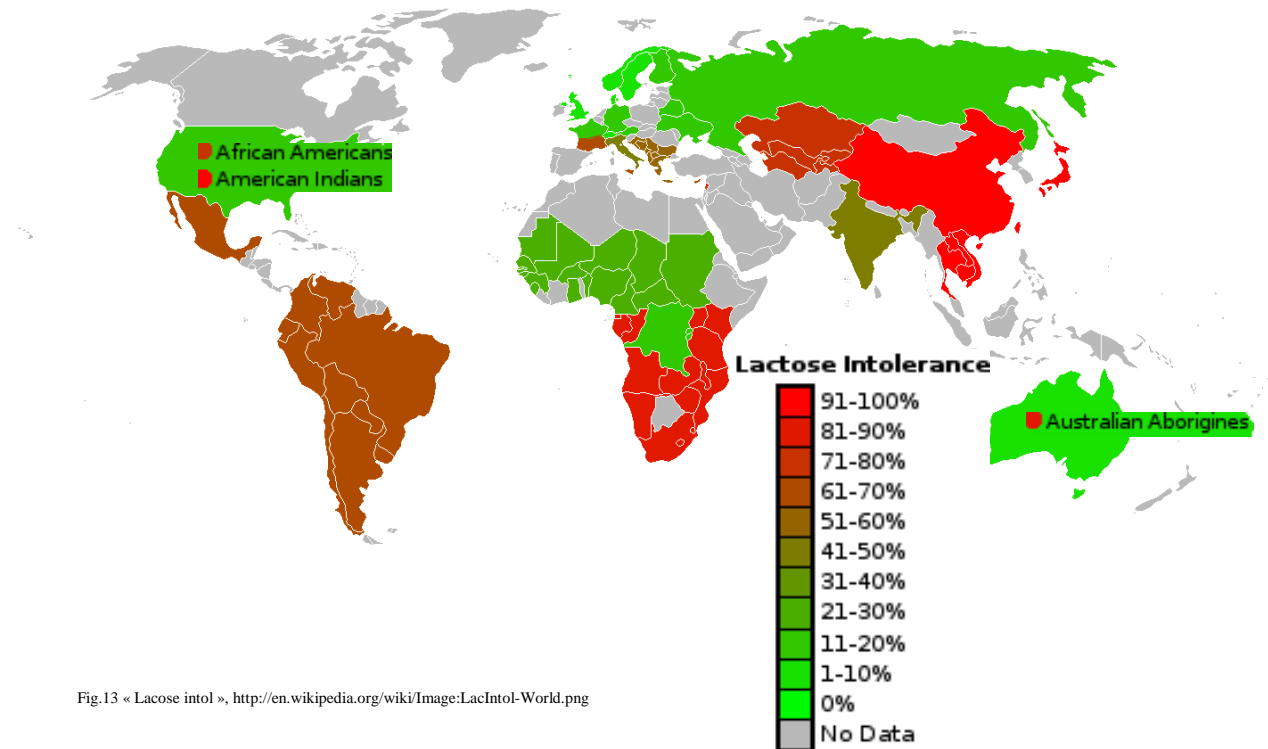 African Americans
American Indians
Lactose Intolerance
91-100%
81-90%
71-80%
61-70%
51-60%
41-50%
31-40%
21-30%
11-20%
1-10%
0%
No Data
Australian Aborigines
Fig.13 « Lacose intol », http://en.wikipedia.org/wiki/Image:LacIntol-World.png